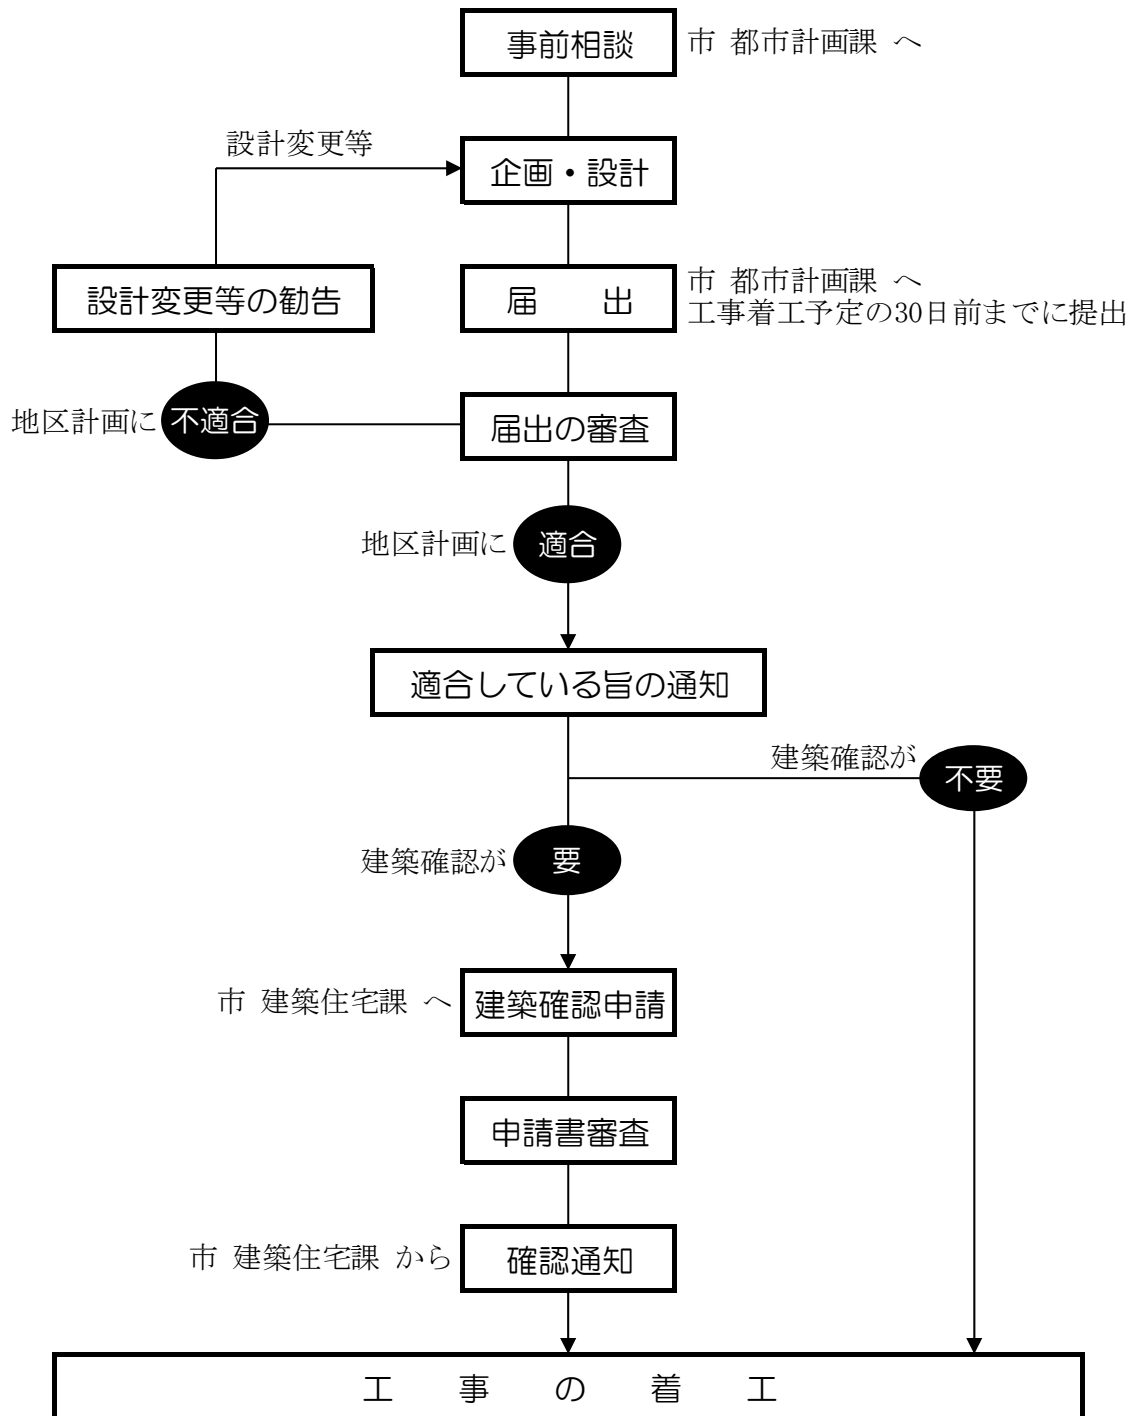 事前相談
市 都市計画課 へ
設計変更等
企画・設計
設計変更等の勧告
届 出
市 都市計画課 へ
工事着工予定の30日前までに提出
地区計画に
不適合
届出の審査
地区計画に
適合
適合している旨の通知
建築確認が
不要
建築確認が
要
市 建築住宅課 へ
建築確認申請
申請書審査
市 建築住宅課 から
確認通知
工 事 の 着 工